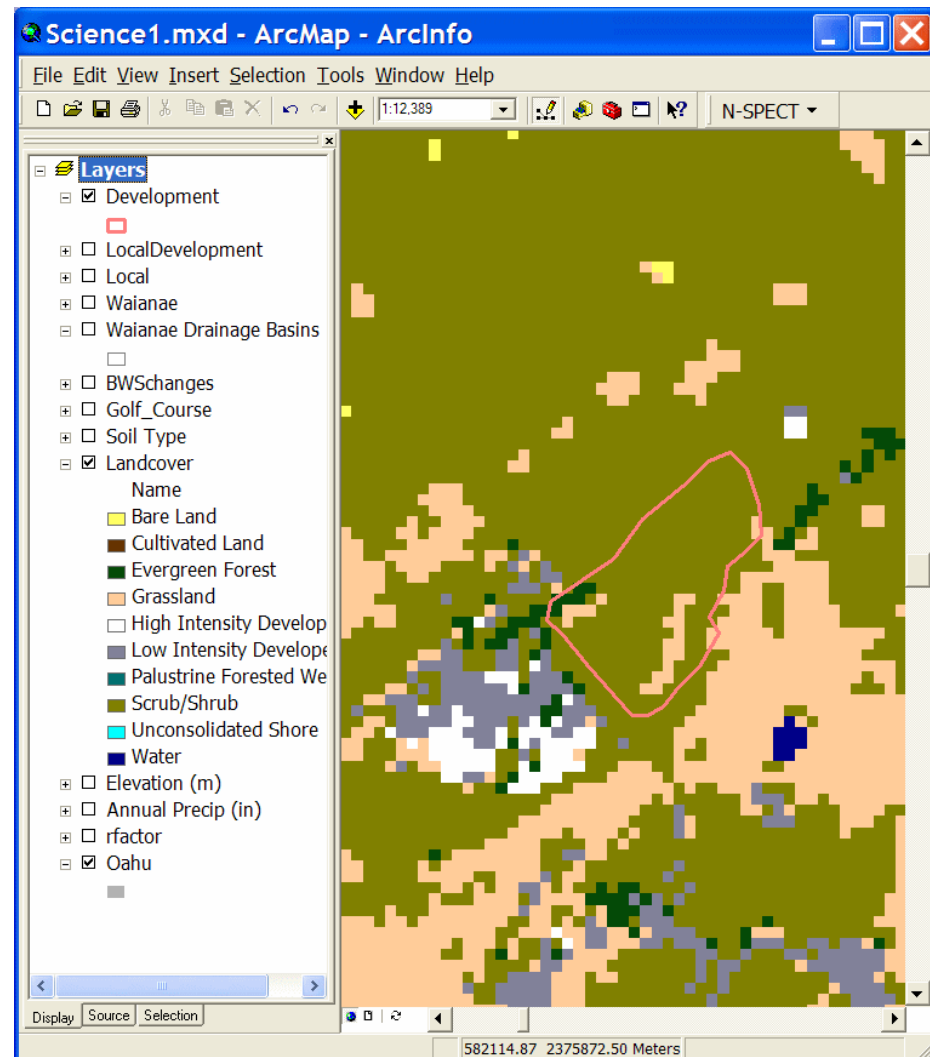 Science1.mxd - ArcMap - ArcInfo
File Edit View Insert Selection Tools Window Help
1:12,389
N-SPECT
Layers
Development
LocalDevelopment
Local
Waianae
Waianae Drainage Basins
BWSchanges
Golf_Course
Soil Type
Landcover
Name
Bare Land
Cultivated Land
Evergreen Forest
Grassland
High Intensity Develop
Low Intensity Develope
Palustrine Forested We
Scrub/Shrub
Unconsolidated Shore
Water
Elevation (m)
Annual Precip (in)
rfactor
Oahu
Display Source Selection
582114.87 2375872.50 Meters